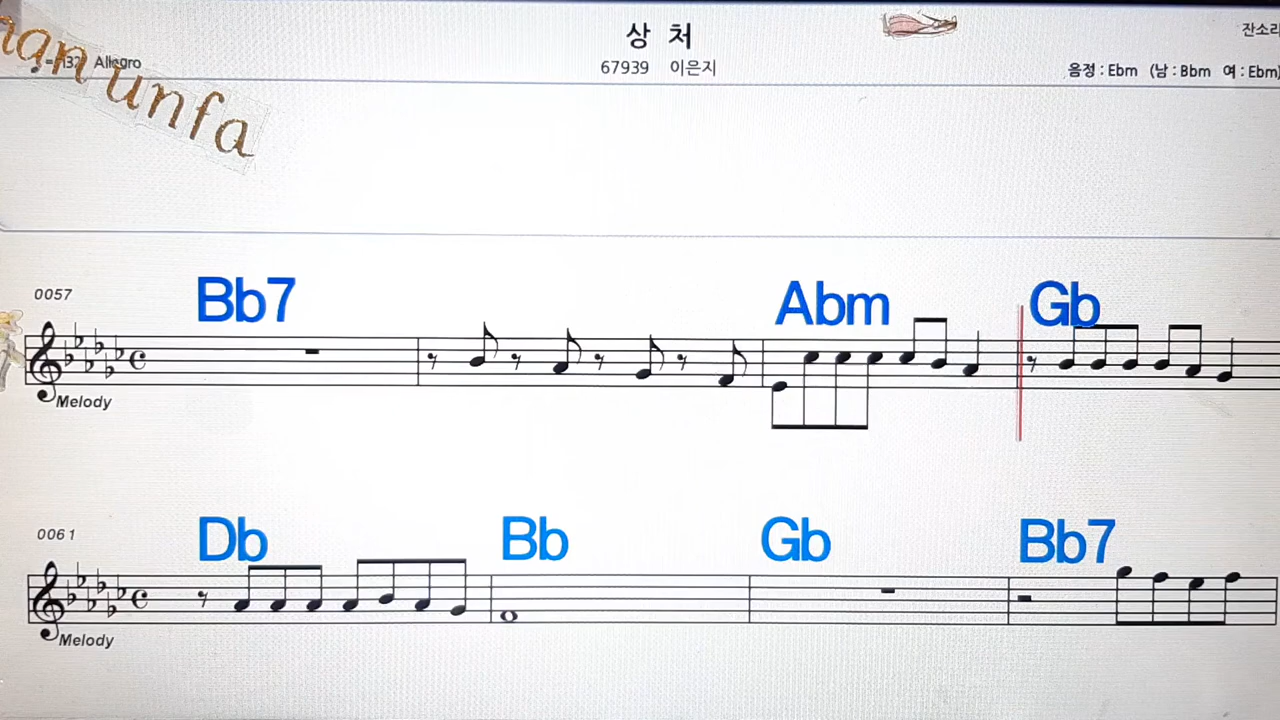 상 처
잔소리
67939 이은지
Allegro
음정 : Ebm (남 : Bbm 여 : Ebm)
unfa
Bb7 Abm Gb
0057
Melody
Db Bb Gb Bb7
0061
Melody